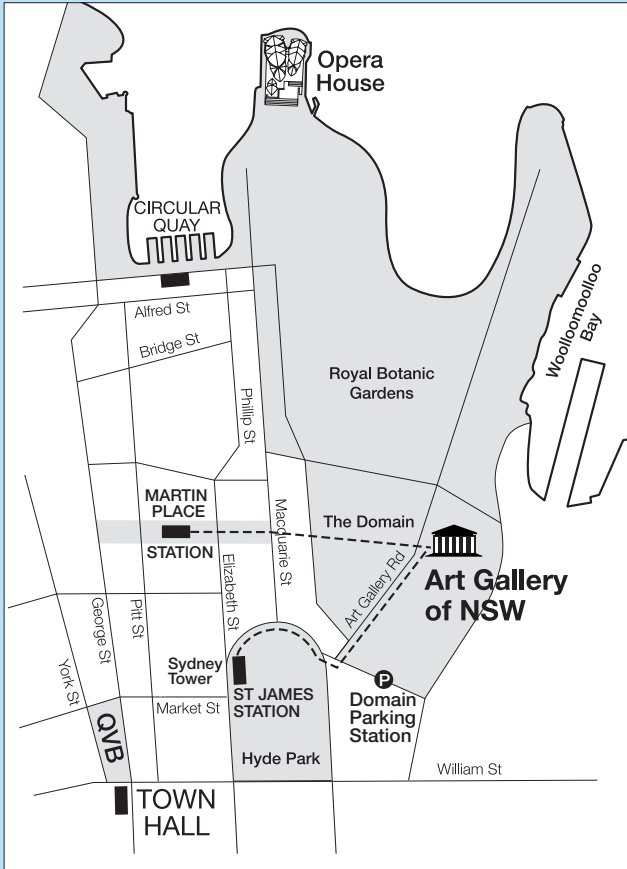 Opera
House
CIRCULAR
QUAY
Alfred St
Bridge St
Phillip St
Woolloomoolloo
Bay
Royal Botanic
Gardens
MARTIN
PLACE
STATION
Macquarie St
The Domain
Art Gallery
of NSW
Art Gallery Rd
Elizabeth St
George St
Pitt St
York St
Sydney
Tower
ST JAMES
STATION
Market St
P
Domain
Parking
Station
QVB
Hyde Park
William St
TOWN
HALL